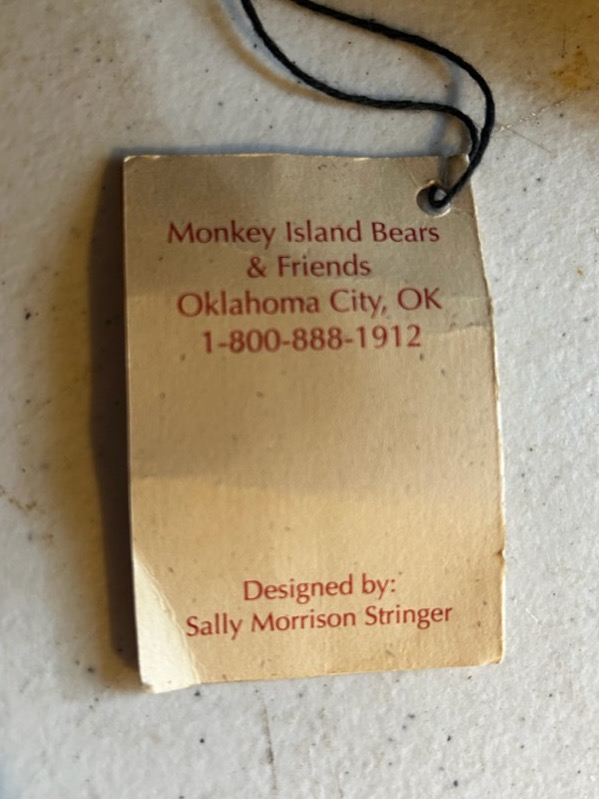 Monkey Island Bears
& Friends
Oklahoma City, OK
1-800-888-1912
Designed by:
Sally Morrison Stringer